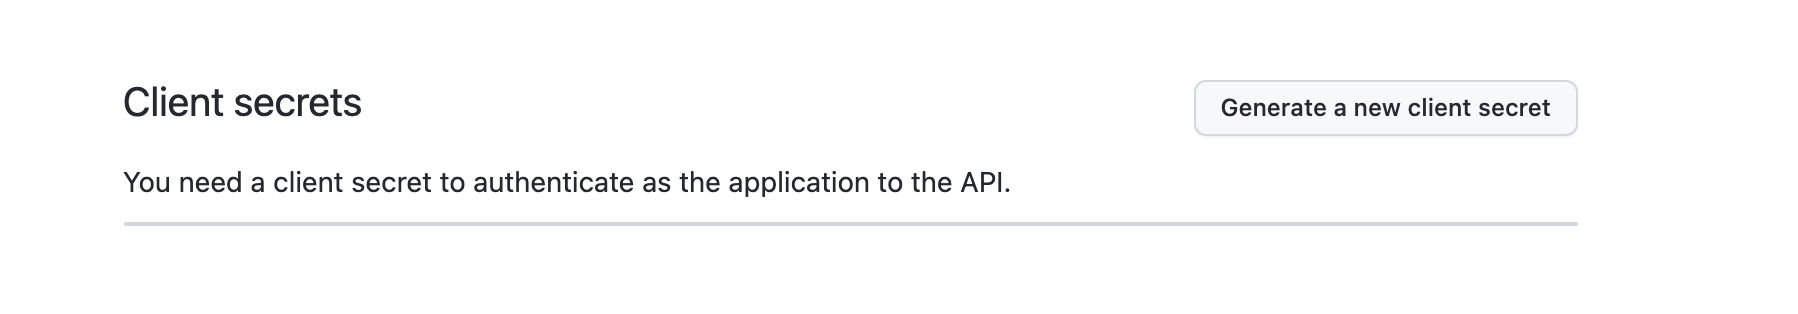 Client secrets
Generate a new client secret
You need a client secret to authenticate as the application to the API.